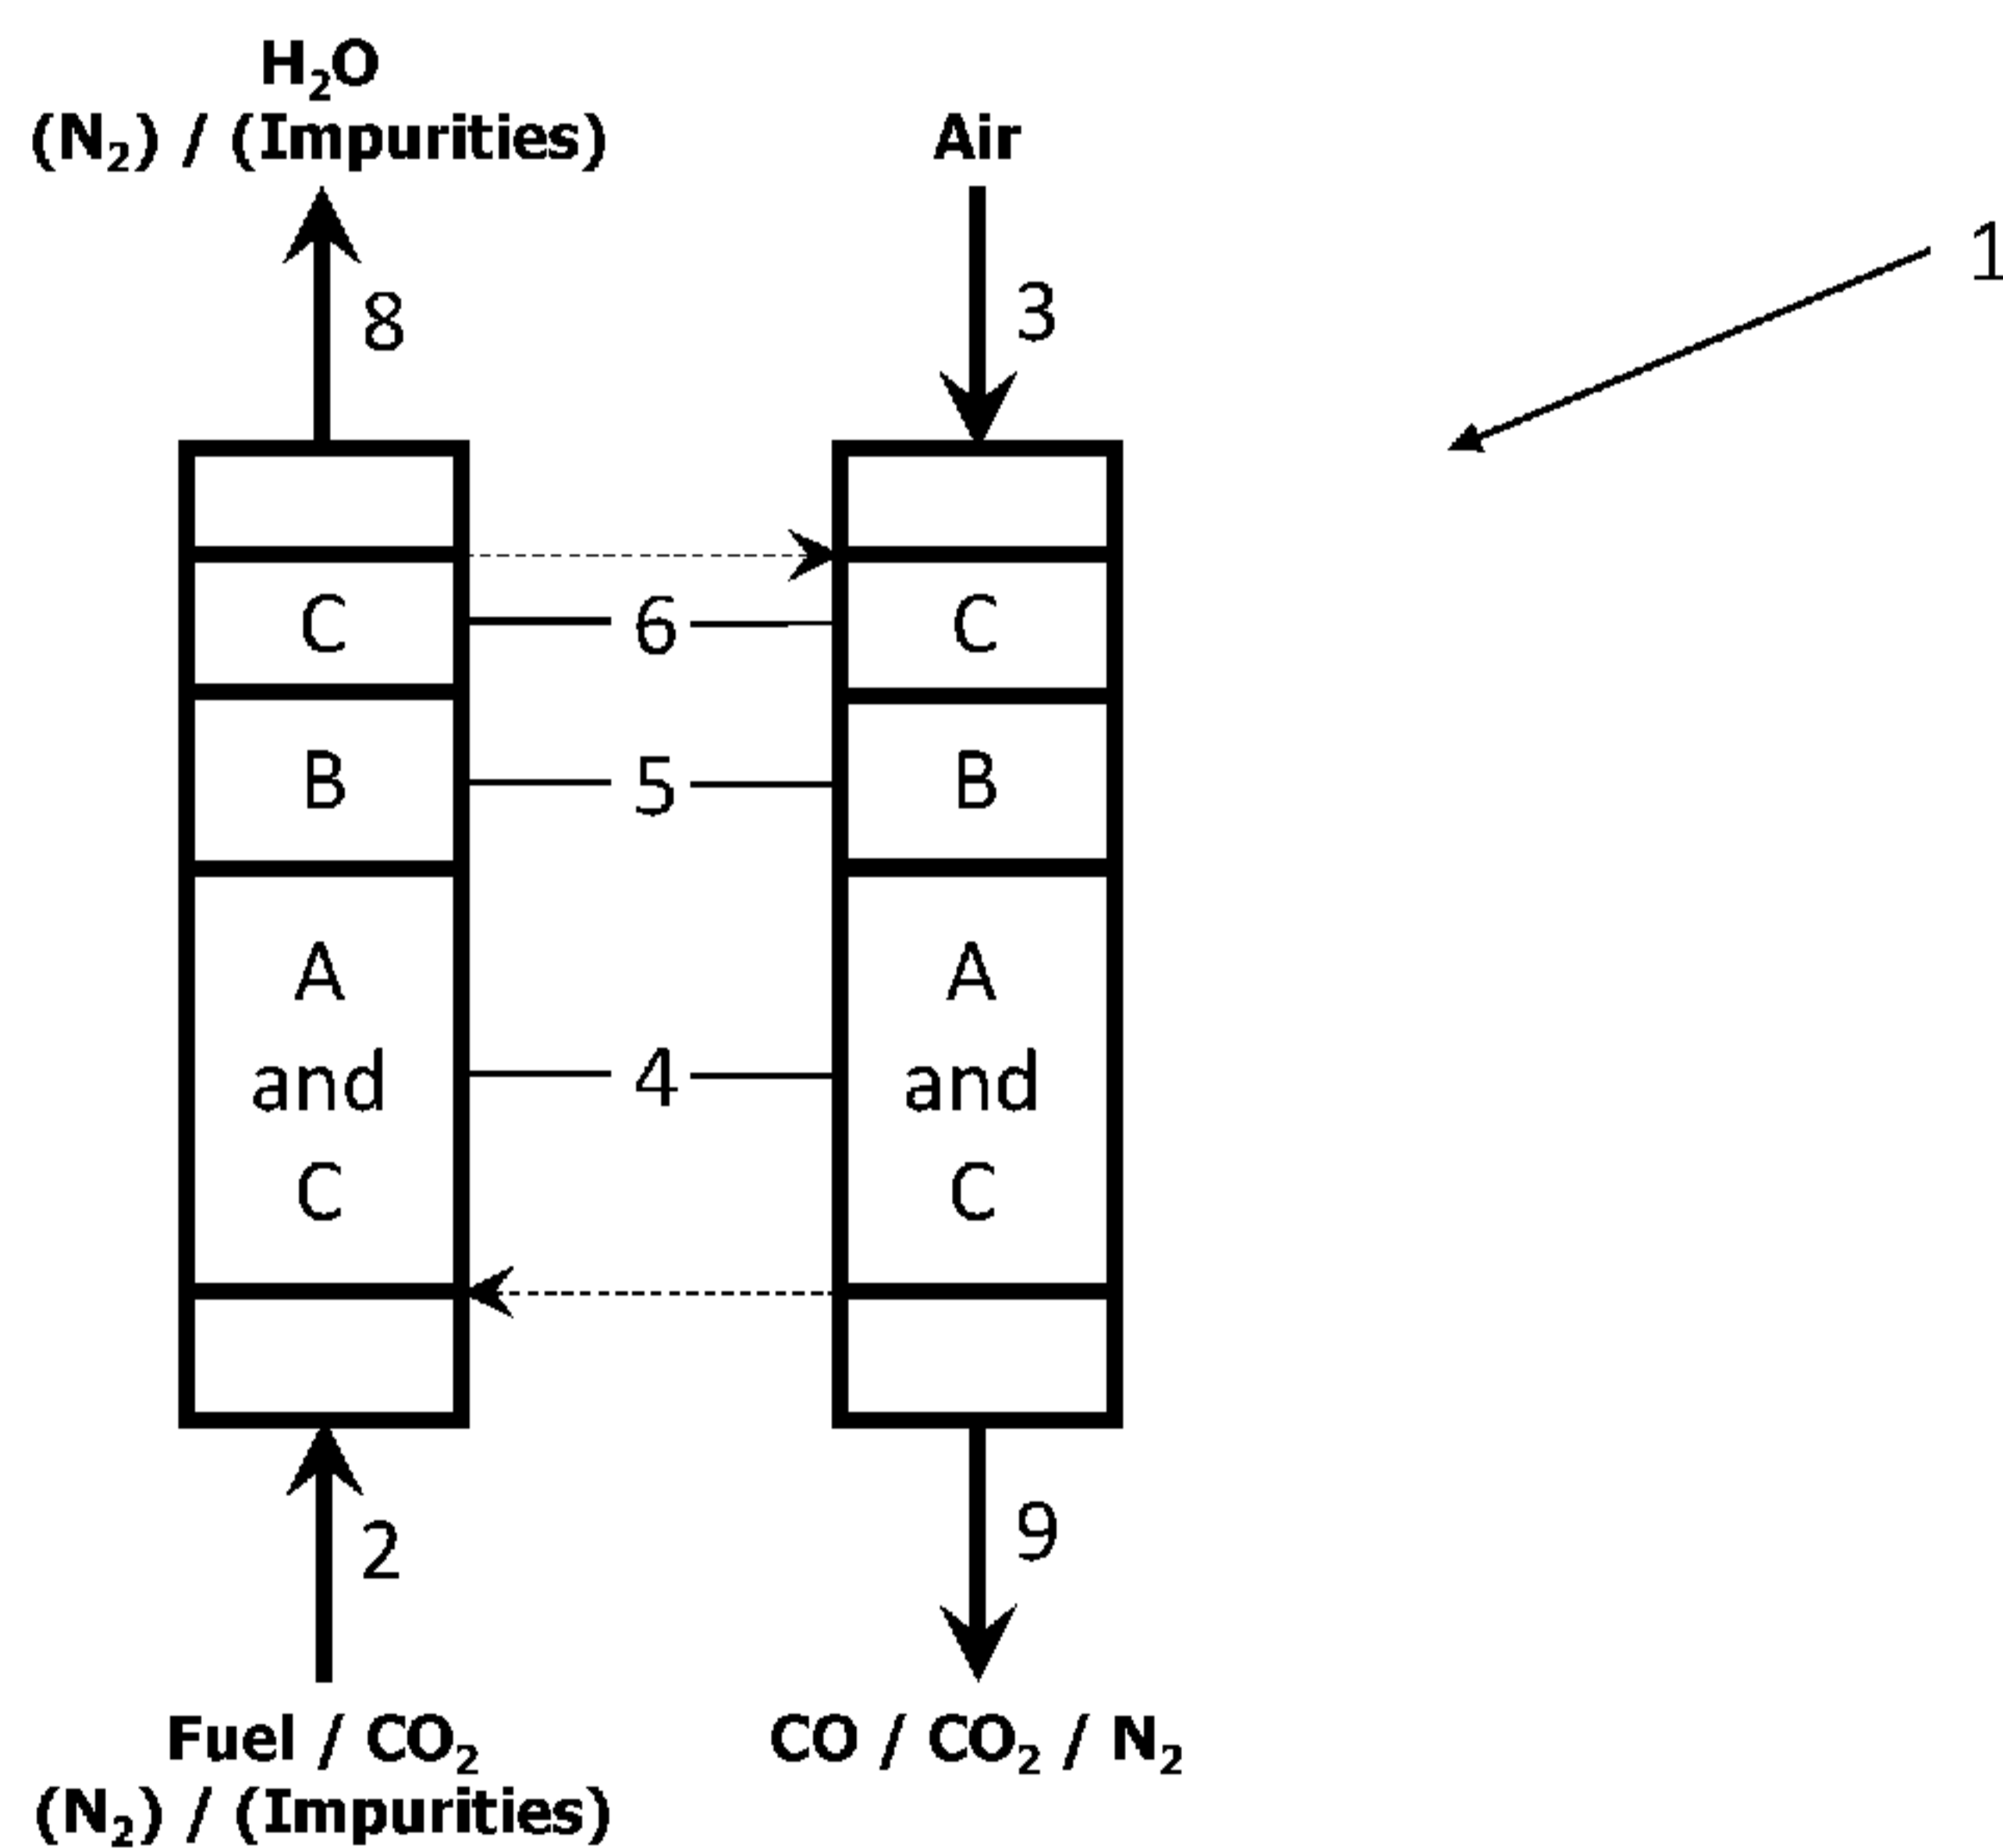 H₂O
(N₂) / (Impurities)
Air
1
8
3
C
6
C
B
5
B
A
and
C
4
A
and
C
2
9
Fuel / CO₂
(N₂) / (Impurities)
CO / CO₂ / N₂